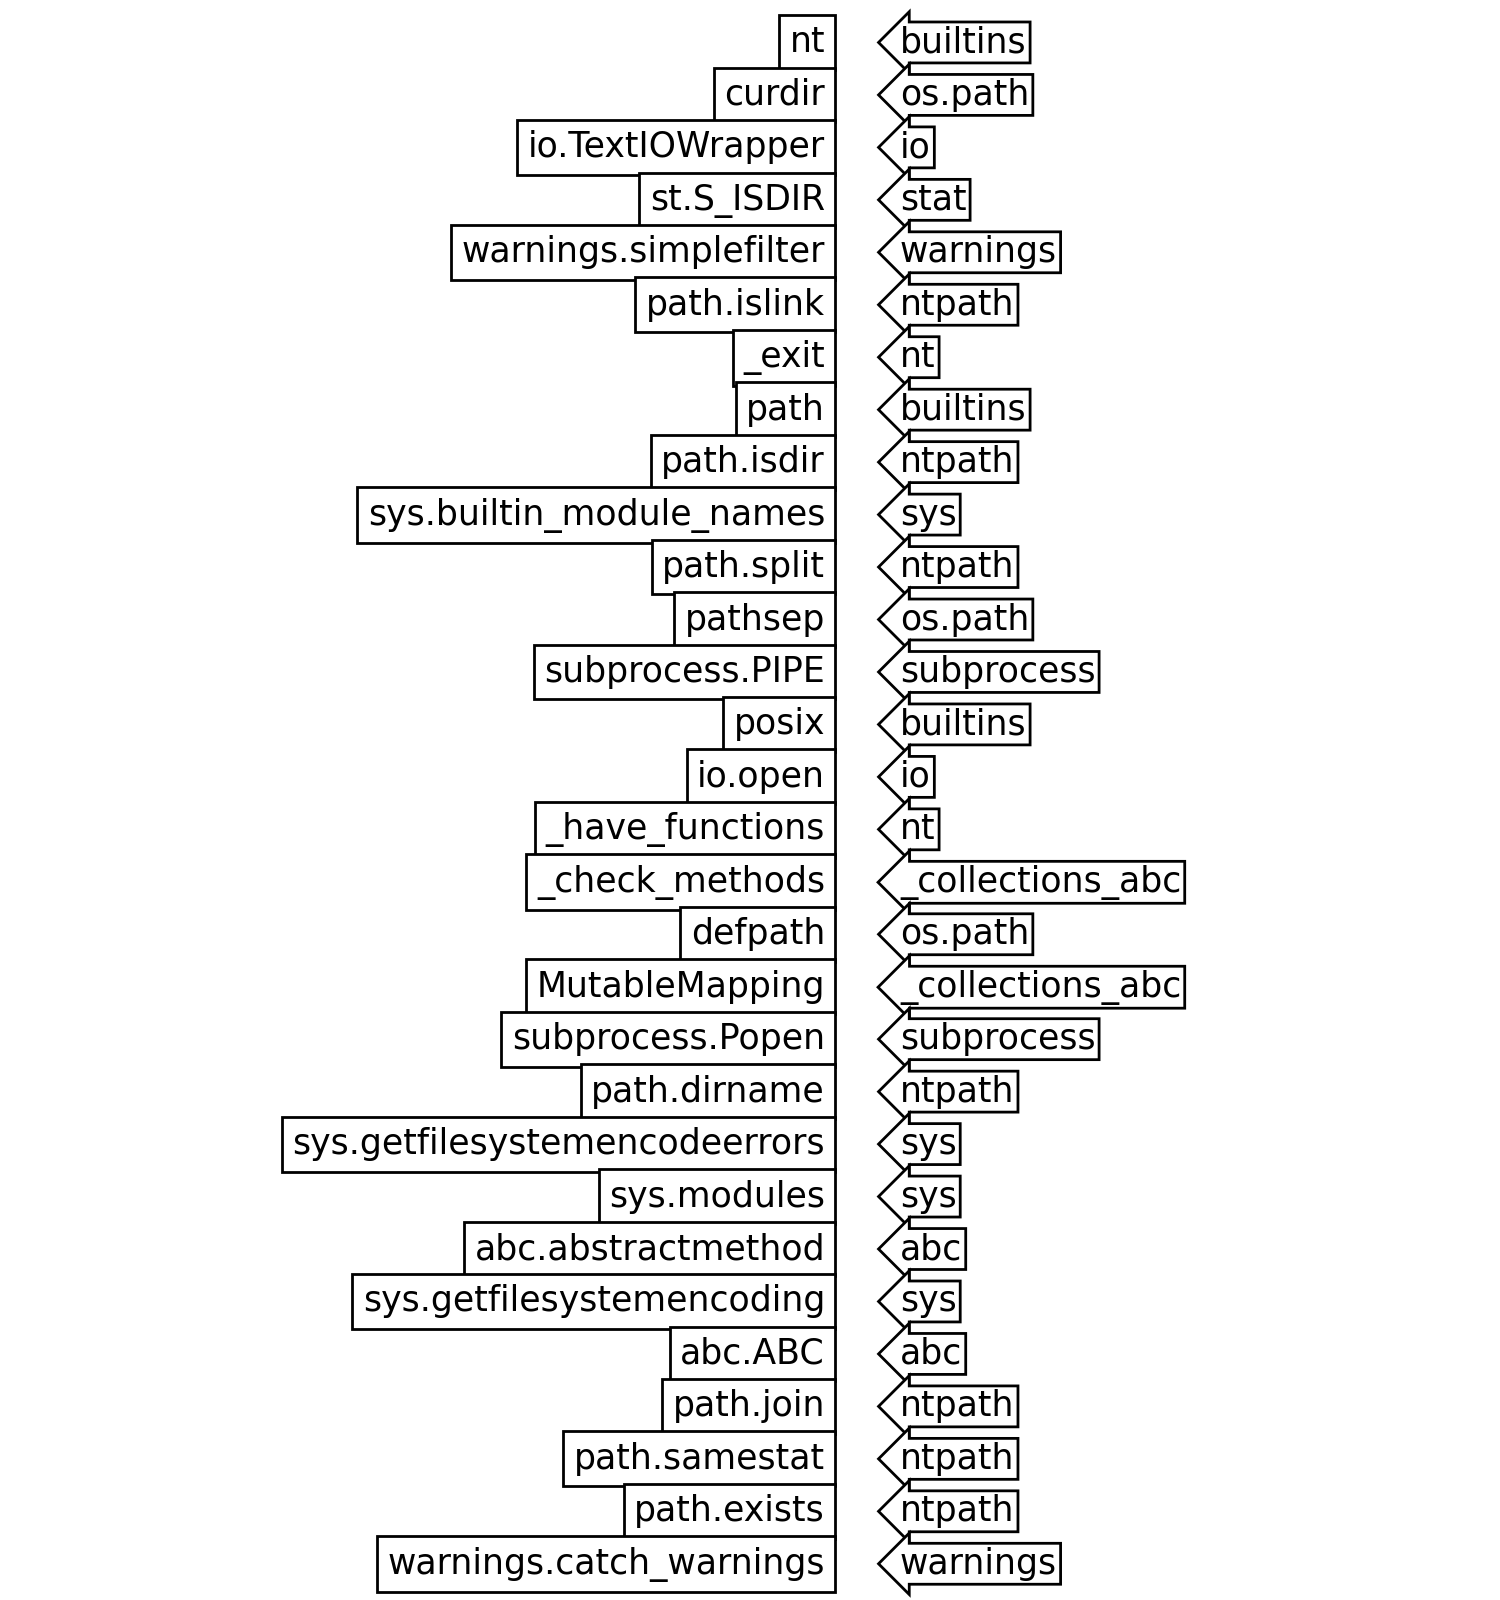 nt builtins
curdir os.path
io.TextIOWrapper io
st.S_ISDIR stat
warnings.simplefilter warnings
path.islink ntpath
_exit nt
path builtins
path.isdir ntpath
sys.builtin_module_names sys
path.split ntpath
pathsep os.path
subprocess.PIPE subprocess
posix builtins
io.open io
_have_functions nt
_check_methods _collections_abc
defpath os.path
MutableMapping _collections_abc
subprocess.Popen subprocess
path.dirname ntpath
sys.getfilesystemencodeerrors sys
sys.modules sys
abc.abstractmethod abc
sys.getfilesystemencoding sys
abc.ABC abc
path.join ntpath
path.samestat ntpath
path.exists ntpath
warnings.catch_warnings warnings